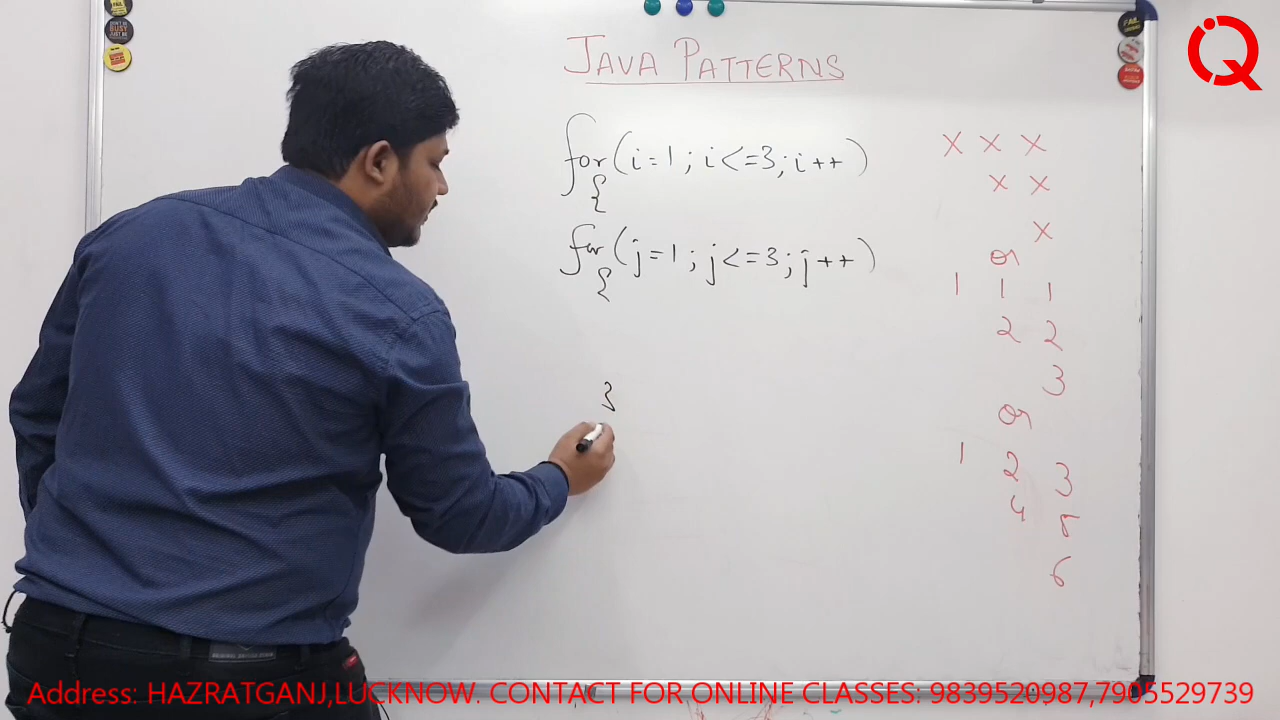 JAVA PATTERNS
for(i=1; i<=3; i++)
{
for(j=1; j<=3; j++)
{
}
X X X
X X
X
or
1 1 1
2 2
3
or
1 2 3
4 5
6
iQ
Address: HAZRATGANJ,LUCKNOW. CONTACT FOR ONLINE CLASSES: 9839520987,7905529739